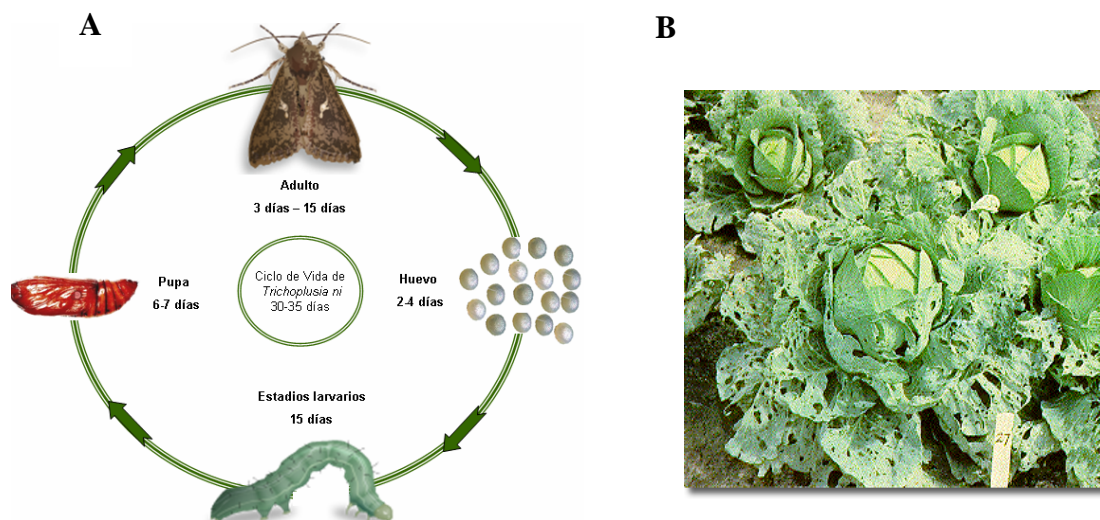 A
B
Adulto
3 días – 15 días
Huevo
2-4 días
Estadios larvarios
15 días
Pupa
6-7 días
Ciclo de Vida de
Trichoplusia ni
30-35 días
27